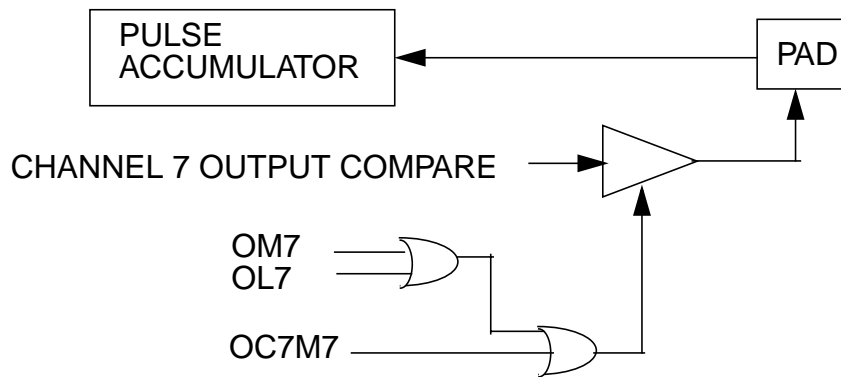 PULSE
ACCUMULATOR
PAD
CHANNEL 7 OUTPUT COMPARE
OM7
OL7
OC7M7